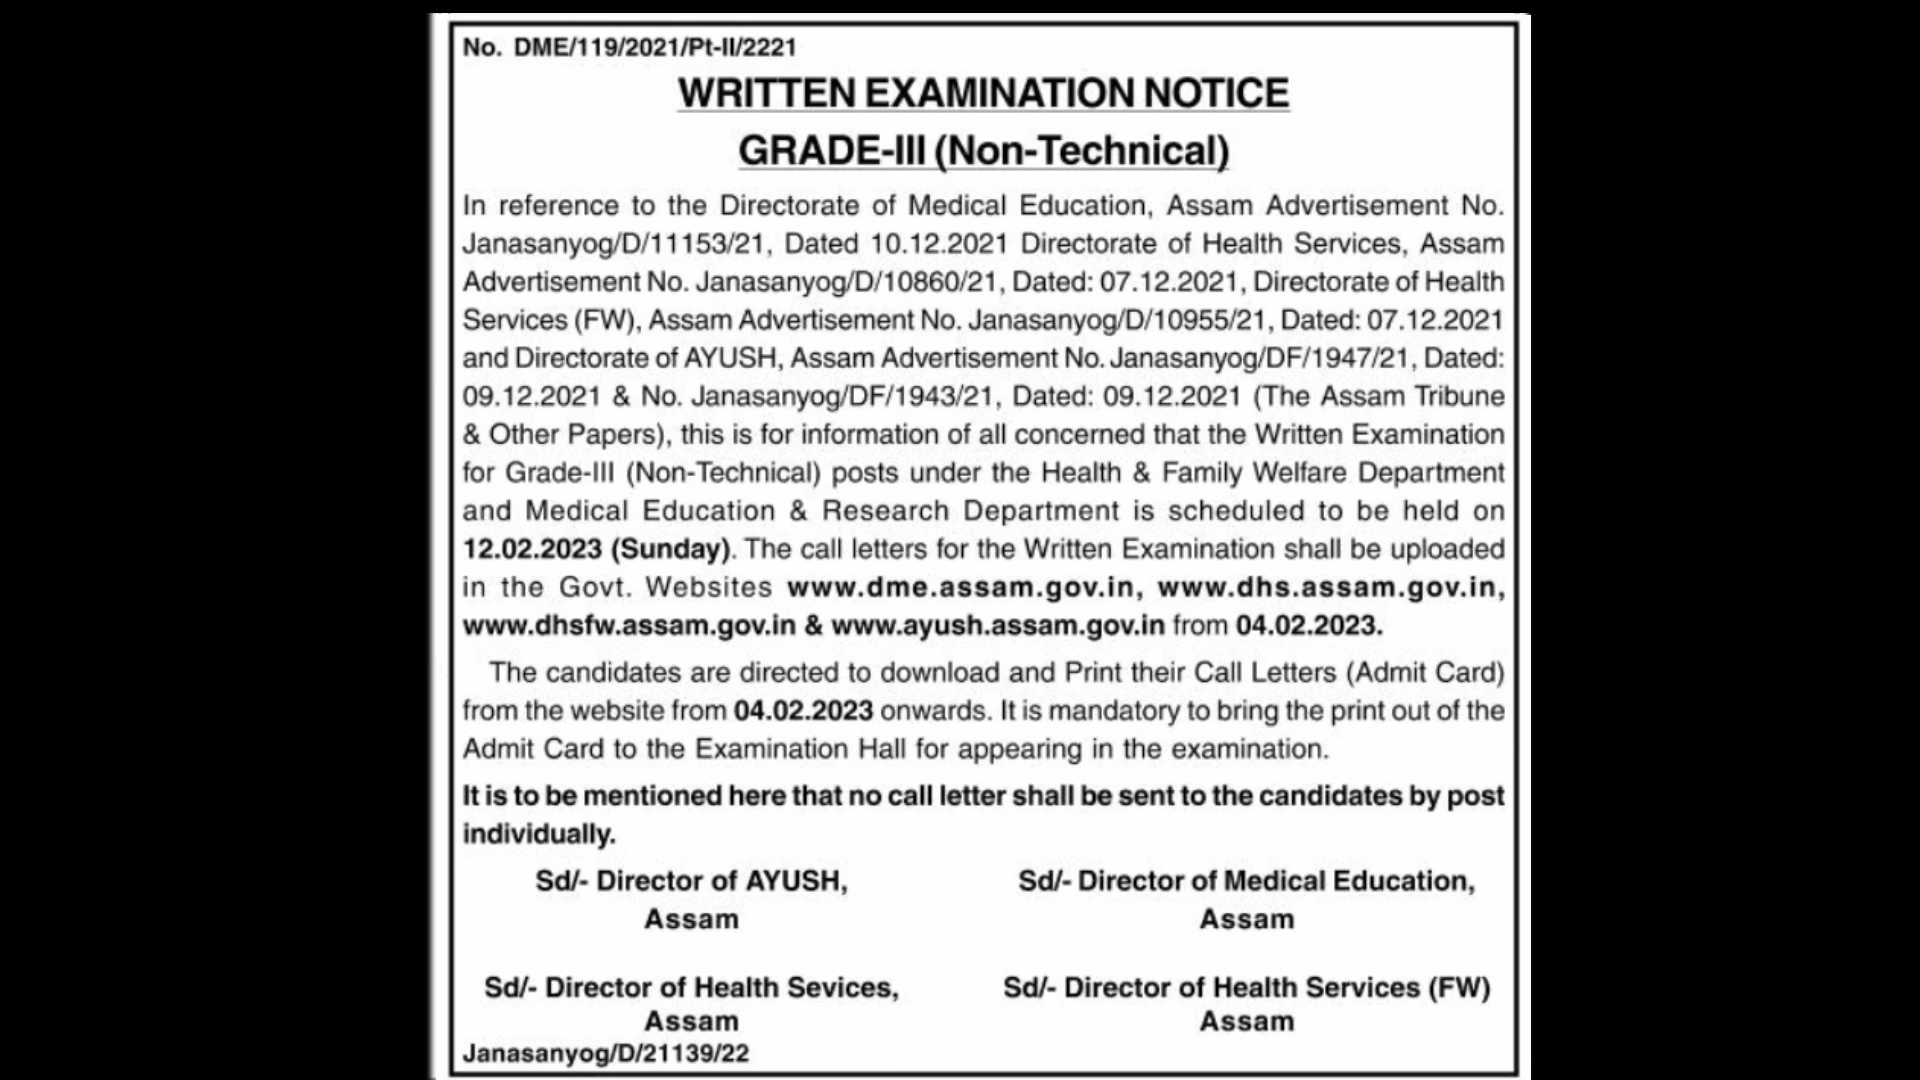 No. DME/119/2021/Pt-II/2221
WRITTEN EXAMINATION NOTICE
GRADE-III (Non-Technical)
In reference to the Directorate of Medical Education, Assam Advertisement No.
Janasanyog/D/11153/21, Dated 10.12.2021 Directorate of Health Services, Assam
Advertisement No. Janasanyog/D/10860/21, Dated: 07.12.2021, Directorate of Health
Services (FW), Assam Advertisement No. Janasanyog/D/10955/21, Dated: 07.12.2021
and Directorate of AYUSH, Assam Advertisement No. Janasanyog/DF/1947/21, Dated:
09.12.2021 & No. Janasanyog/DF/1943/21, Dated: 09.12.2021 (The Assam Tribune
& Other Papers), this is for information of all concerned that the Written Examination
for Grade-III (Non-Technical) posts under the Health & Family Welfare Department
and Medical Education & Research Department is scheduled to be held on
12.02.2023 (Sunday). The call letters for the Written Examination shall be uploaded
in the Govt. Websites www.dme.assam.gov.in, www.dhs.assam.gov.in,
www.dhsfw.assam.gov.in & www.ayush.assam.gov.in from 04.02.2023.
The candidates are directed to download and Print their Call Letters (Admit Card)
from the website from 04.02.2023 onwards. It is mandatory to bring the print out of the
Admit Card to the Examination Hall for appearing in the examination.
It is to be mentioned here that no call letter shall be sent to the candidates by post
individually.
Sd/- Director of AYUSH,
Assam
Sd/- Director of Medical Education,
Assam
Sd/- Director of Health Sevices,
Assam
Sd/- Director of Health Services (FW)
Assam
Janasanyog/D/21139/22